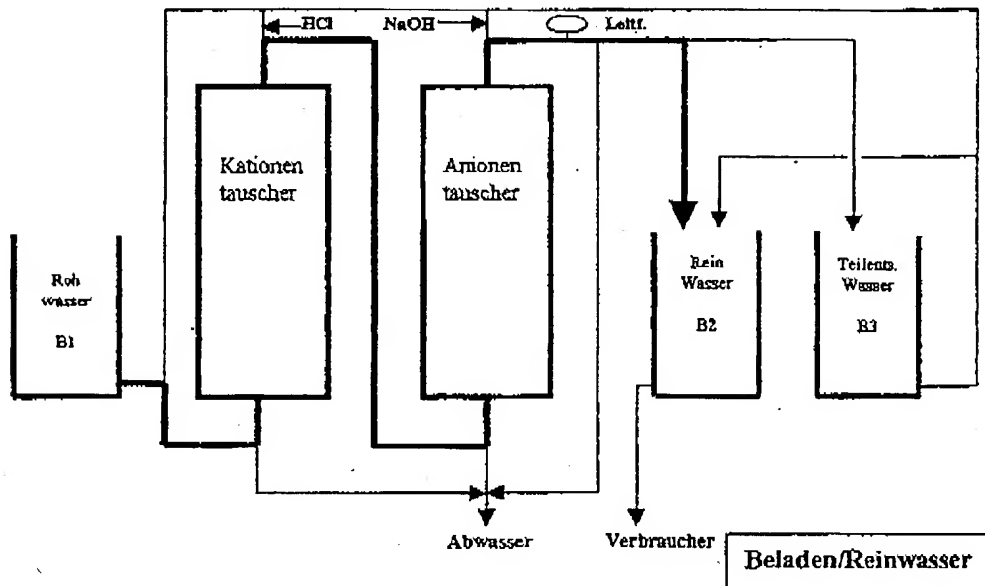 HCl NaOH Leitf.
Kationen
tauscher
Anionen
tauscher
Roh
wasser
B1
Rein
Wasser
B2
Teilents.
Wasser
B3
Abwasser
Verbraucher
Beladen/Reinwasser